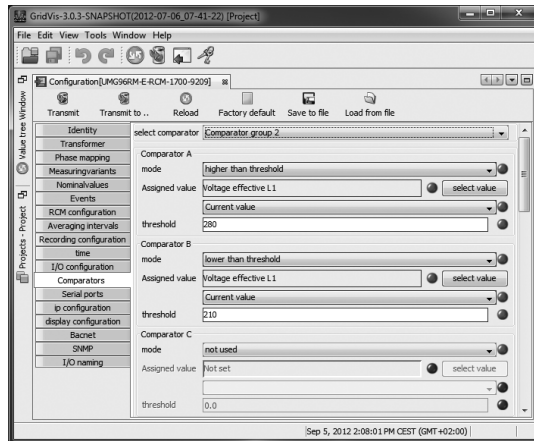 GridVis-3.0.3-SNAPSHOT(2012-07-06_07-41-22) [Project]
File Edit View Tools Window Help
Configuration[UMG96RM-E-RCM-1700-9209]
Transmit Transmit to .. Reload Factory default Save to file Load from file
Value tree Window
Projects - Project
Identity
Transformer
Phase mapping
Measuringvariants
Nominalvalues
Events
RCM configuration
Averaging intervals
Recording configuration
time
I/O configuration
Comparators
Serial ports
ip configuration
display configuration
Bacnet
SNMP
I/O naming
select comparator Comparator group 2
Comparator A
mode higher than threshold
Assigned value Voltage effective L1 select value
Current value
threshold 280
Comparator B
mode lower than threshold
Assigned value Voltage effective L1 select value
Current value
threshold 210
Comparator C
mode not used
Assigned value Not set select value
threshold 0.0
Sep 5, 2012 2:08:01 PM CEST (GMT+02:00)